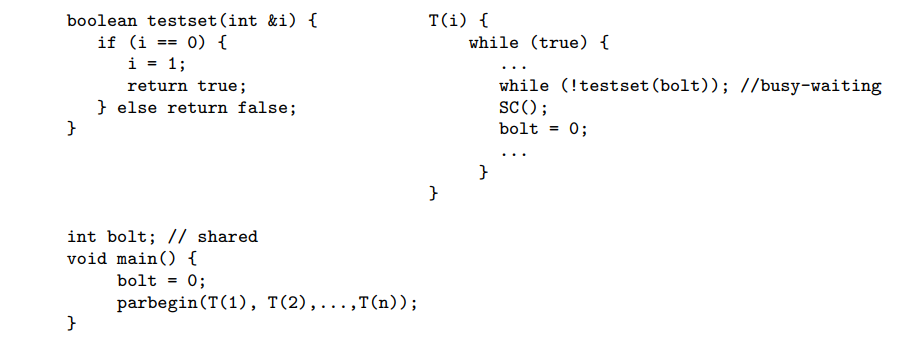 boolean testset(int &i) {
if (i == 0) {
i = 1;
return true;
} else return false;
}
T(i) {
while (true) {
...
while (!testset(bolt)); //busy-waiting
SC();
bolt = 0;
...
}
}
int bolt; // shared
void main() {
bolt = 0;
parbegin(T(1), T(2),...,T(n));
}